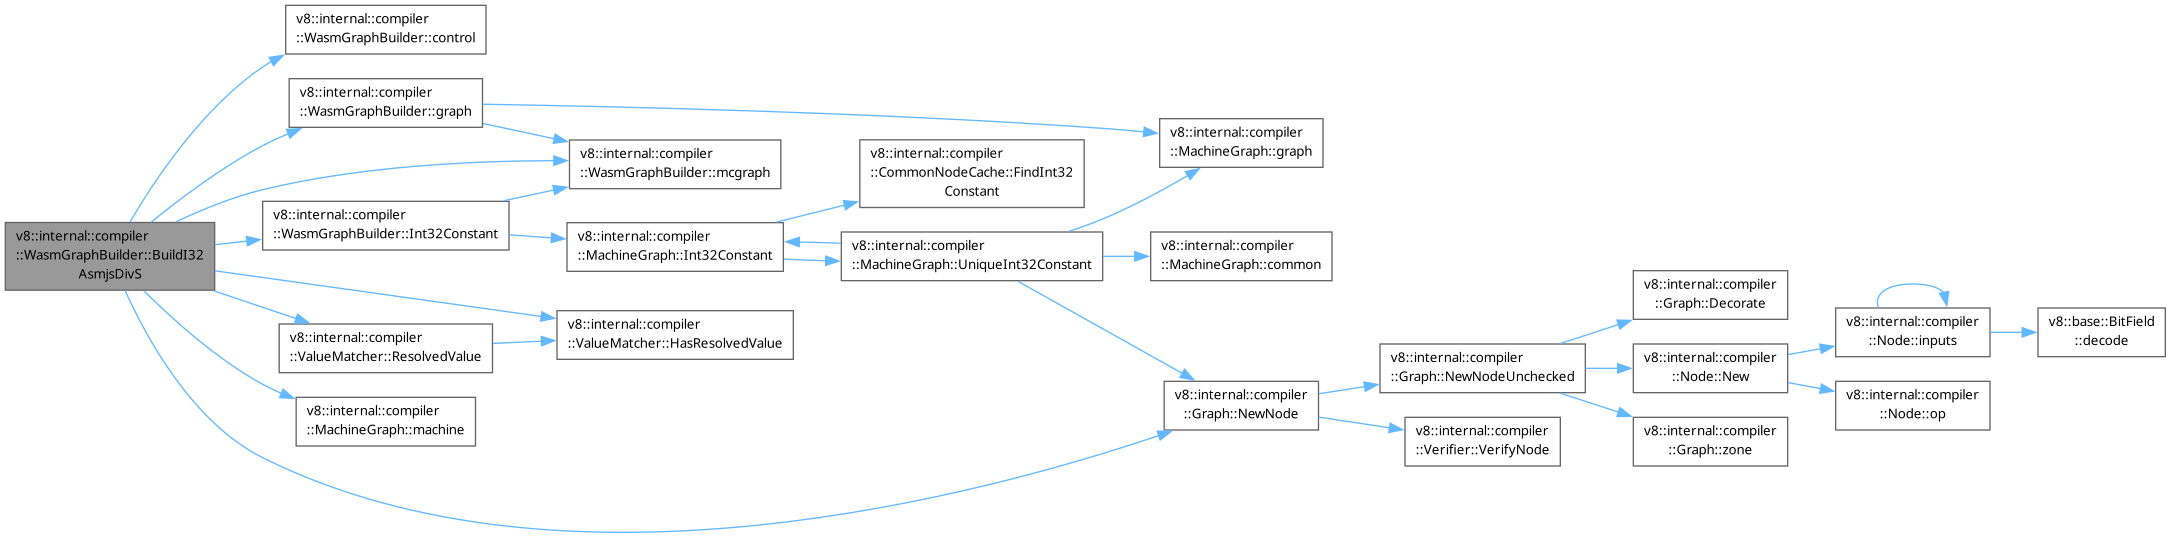 v8::internal::compiler
::WasmGraphBuilder::BuildI32
AsmjsDivS
v8::internal::compiler
::WasmGraphBuilder::control
v8::internal::compiler
::WasmGraphBuilder::graph
v8::internal::compiler
::WasmGraphBuilder::mcgraph
v8::internal::compiler
::WasmGraphBuilder::Int32Constant
v8::internal::compiler
::ValueMatcher::ResolvedValue
v8::internal::compiler
::MachineGraph::machine
v8::internal::compiler
::MachineGraph::Int32Constant
v8::internal::compiler
::ValueMatcher::HasResolvedValue
v8::internal::compiler
::CommonNodeCache::FindInt32
Constant
v8::internal::compiler
::MachineGraph::UniqueInt32Constant
v8::internal::compiler
::MachineGraph::graph
v8::internal::compiler
::MachineGraph::common
v8::internal::compiler
::Graph::NewNode
v8::internal::compiler
::Graph::NewNodeUnchecked
v8::internal::compiler
::Verifier::VerifyNode
v8::internal::compiler
::Graph::Decorate
v8::internal::compiler
::Node::New
v8::internal::compiler
::Graph::zone
v8::internal::compiler
::Node::inputs
v8::internal::compiler
::Node::op
v8::base::BitField
::decode